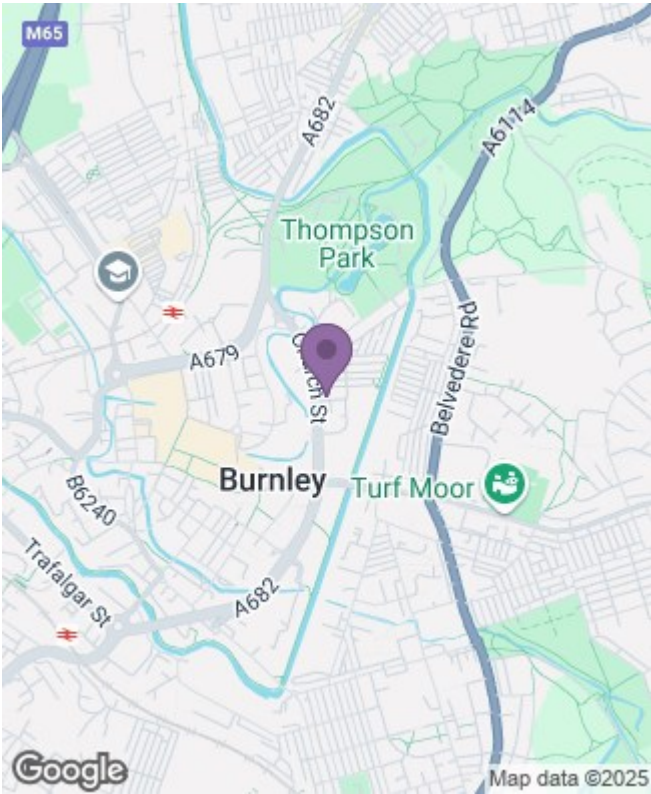 M65
A682
A6114
Thompson
Park
A679
Church St
Belvedere Rd
Burnley
Turf Moor
B6240
Trafalgar St
A682
Google
Map data ©2025